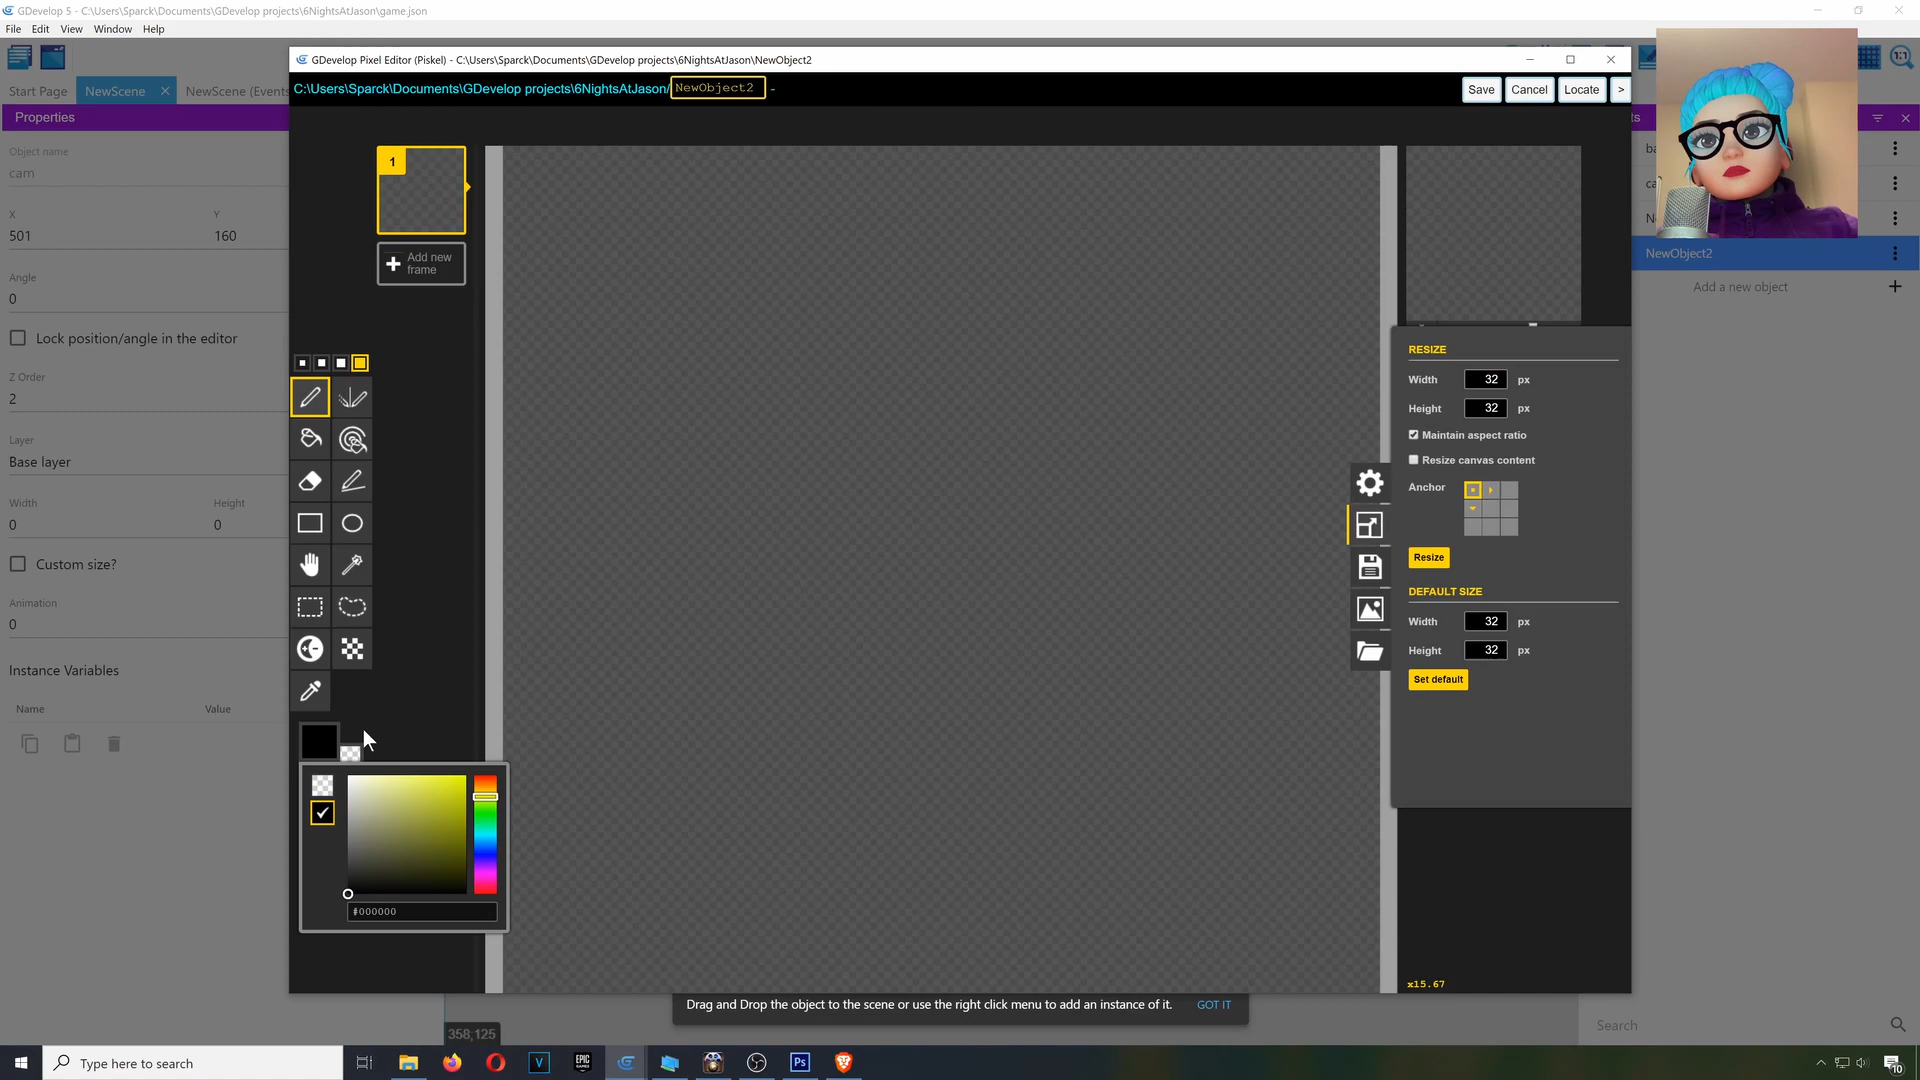 GDevelop 5 - C:\Users\Sparck\Documents\GDevelop projects\6NightsAtJason\game.json
File Edit View Window Help
GDevelop Pixel Editor (Piskel) - C:\Users\Sparck\Documents\GDevelop projects\6NightsAtJason\NewObject2
C:\Users\Sparck\Documents\GDevelop projects\6NightsAtJason/ NewObject2 -
Save Cancel Locate >
Start Page NewScene NewScene (Events
Properties
Object name
cam
X Y
501 160
Angle
0
Lock position/angle in the editor
Z Order
2
Layer
Base layer
Width Height
0 0
Custom size?
Animation
0
Instance Variables
Name Value
1
Add new
frame
#000000
RESIZE
Width 32 px
Height 32 px
Maintain aspect ratio
Resize canvas content
Anchor
Resize
DEFAULT SIZE
Width 32 px
Height 32 px
Set default
x15.67
1:1
NewObject2
Add a new object
Search
Drag and Drop the object to the scene or use the right click menu to add an instance of it. GOT IT
358;125
Type here to search
V
EPIC
GAMES
Ps
10